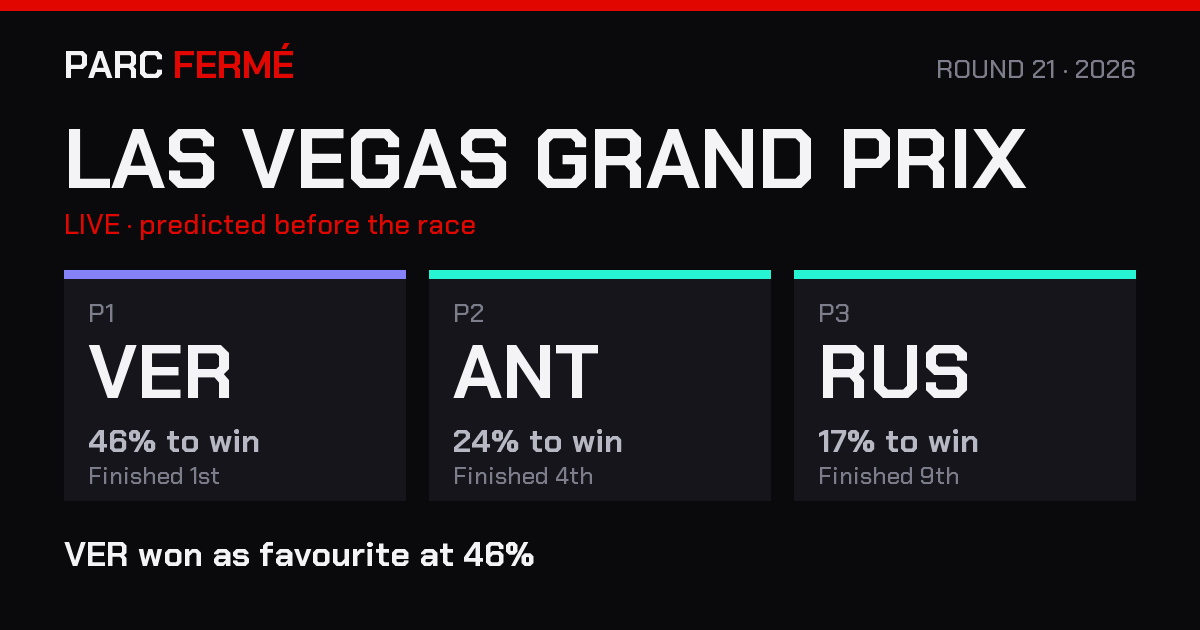 PARC FERMÉ
ROUND 21 · 2026
LAS VEGAS GRAND PRIX
LIVE · predicted before the race
P1
VER
46% to win
Finished 1st
P2
ANT
24% to win
Finished 4th
P3
RUS
17% to win
Finished 9th
VER won as favourite at 46%